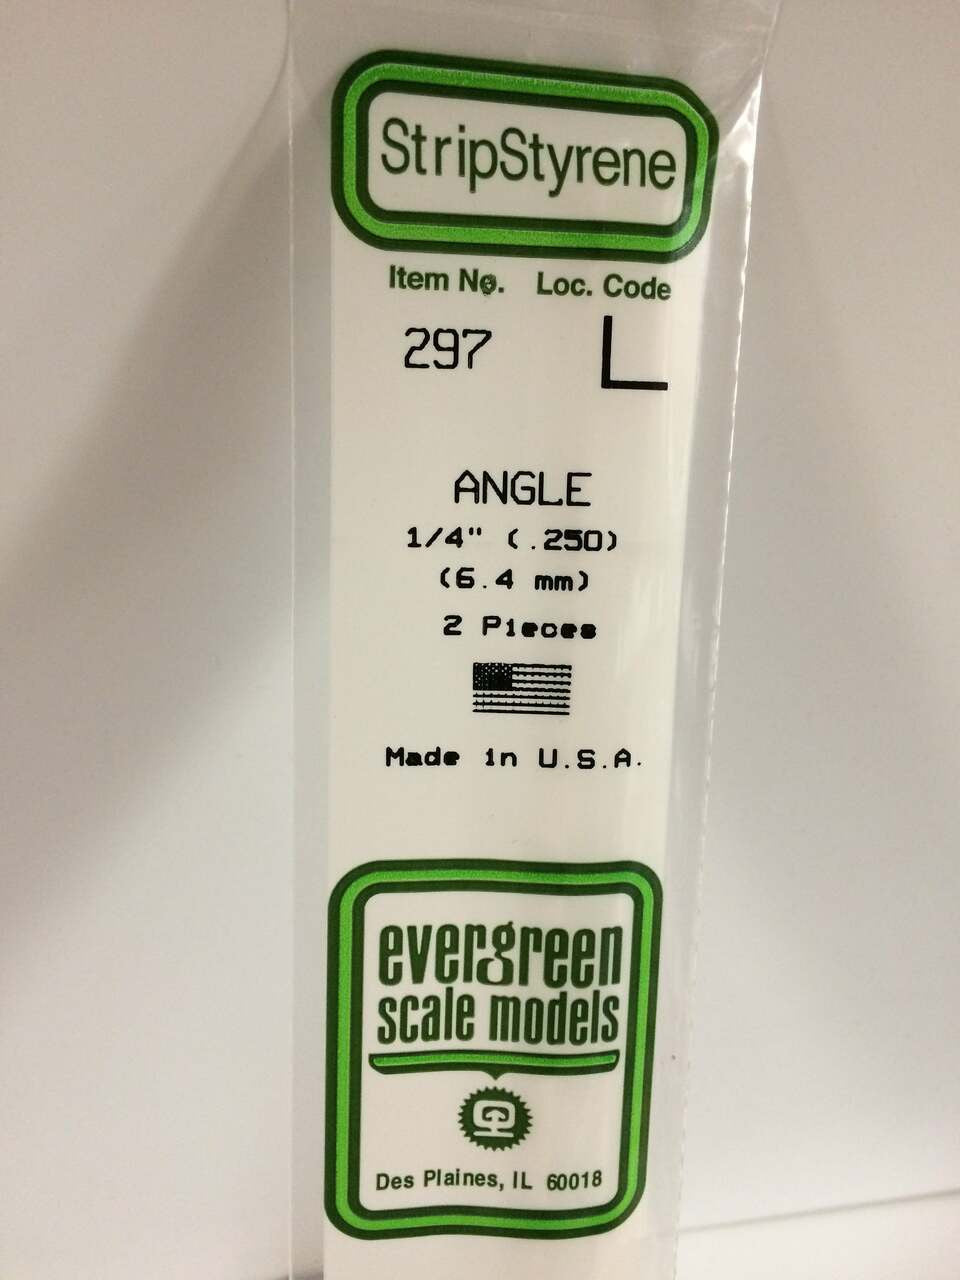 StripStyrene
Item No. Loc. Code
297 L
ANGLE
1/4" (.250)
(6.4 mm)
2 Pieces
Made in U.S.A.
evergreen
scale models
Des Plaines, IL 60018